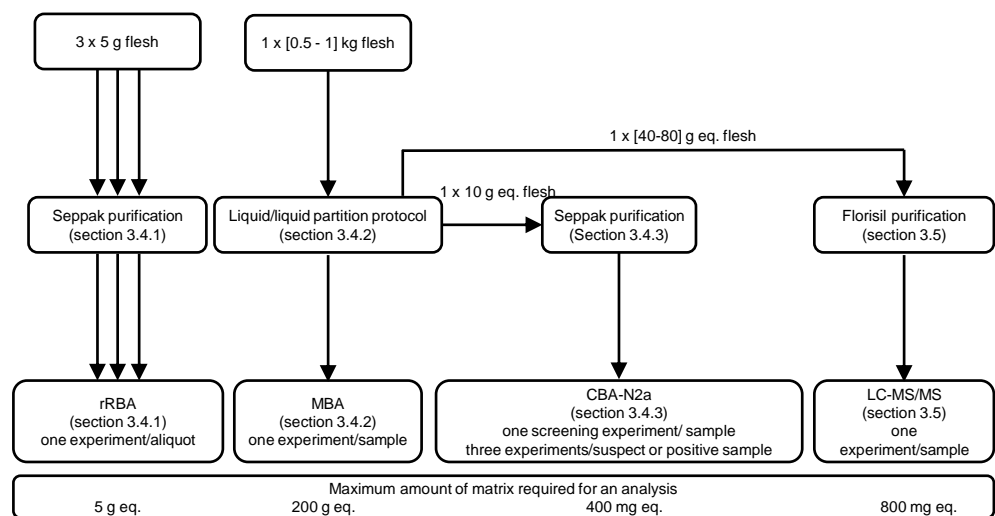 3 x 5 g flesh
1 x [0.5 - 1] kg flesh
1 x [40-80] g eq. flesh
1 x 10 g eq. flesh
Seppak purification
(section 3.4.1)
Liquid/liquid partition protocol
(section 3.4.2)
Seppak purification
(Section 3.4.3)
Florisil purification
(section 3.5)
rRBA
(section 3.4.1)
one experiment/aliquot
MBA
(section 3.4.2)
one experiment/sample
CBA-N2a
(section 3.4.3)
one screening experiment/ sample
three experiments/suspect or positive sample
LC-MS/MS
(section 3.5)
one
experiment/sample
Maximum amount of matrix required for an analysis
5 g eq. 200 g eq. 400 mg eq. 800 mg eq.